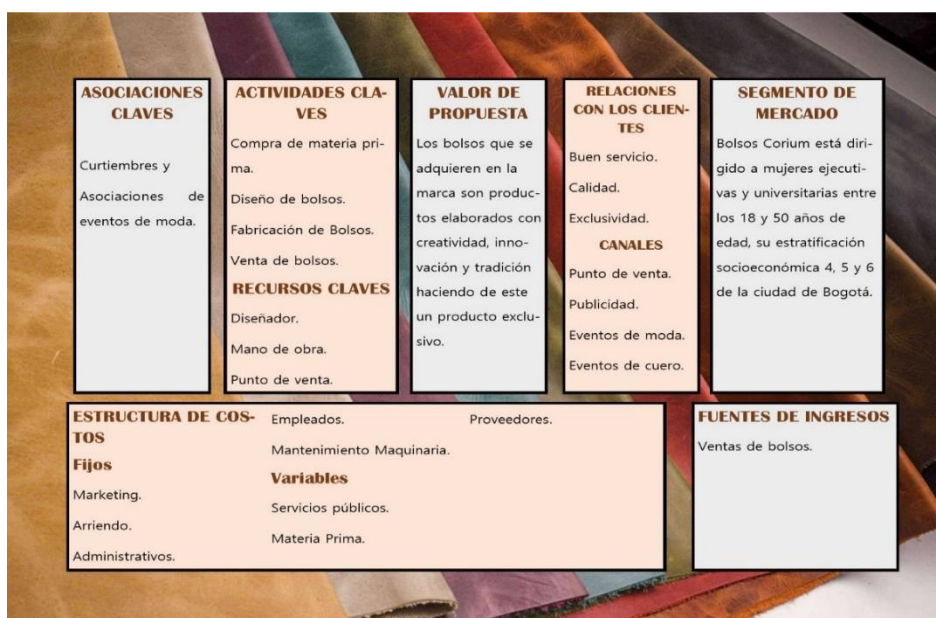 ASOCIACIONES
CLAVES
Curtiembres y
Asociaciones de
eventos de moda.
ACTIVIDADES CLA-
VES
Compra de materia pri-
ma.
Diseño de bolsos.
Fabricación de Bolsos.
Venta de bolsos.
RECURSOS CLAVES
Diseñador.
Mano de obra.
Punto de venta.
VALOR DE
PROPUESTA
Los bolsos que se
adquieren en la
marca son produc-
tos elaborados con
creatividad, inno-
vación y tradición
haciendo de este
un producto exclu-
sivo.
RELACIONES
CON LOS CLIEN-
TES
Buen servicio.
Calidad.
Exclusividad.
CANALES
Punto de venta.
Publicidad.
Eventos de moda.
Eventos de cuero.
SEGMENTO DE
MERCADO
Bolsos Corium está diri-
gido a mujeres ejecuti-
vas y universitarias entre
los 18 y 50 años de
edad, su estratificación
socioeconómica 4, 5 y 6
de la ciudad de Bogotá.
ESTRUCTURA DE COS-
TOS
Fijos
Marketing.
Arriendo.
Administrativos.
Empleados.
Mantenimiento Maquinaria.
Variables
Servicios públicos.
Materia Prima.
Proveedores.
FUENTES DE INGRESOS
Ventas de bolsos.